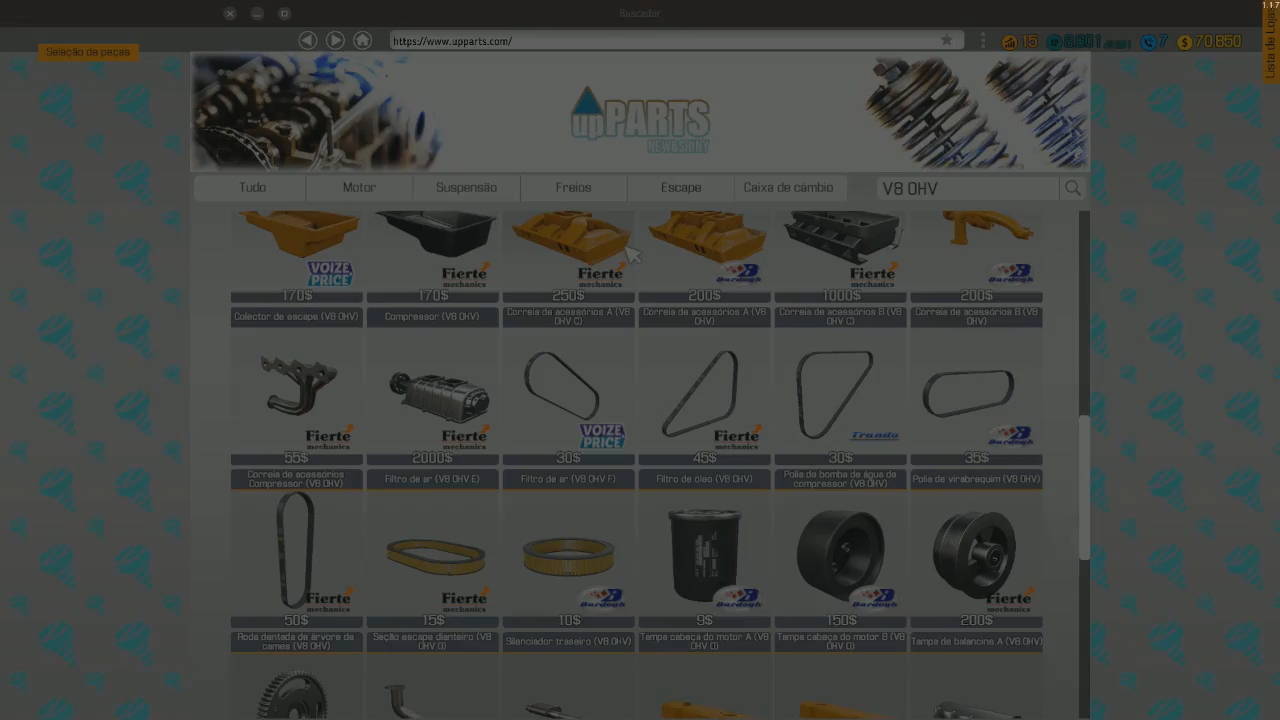 1.1.7
Buscador
Seleção de peças
https://www.upparts.com/
15
7
70,850
Lista de Lojas
upPARTS
NEW&SHINY
Tudo
Motor
Suspensão
Freios
Escape
Caixa de câmbio
V8 OHV
VOIZE PRICE
Fierte mechanics
Fierte mechanics
Bardogh
Fierte mechanics
Bardogh
170$
170$
250$
200$
1000$
200$
Coletor de escape (V8 OHV)
Compressor (V8 OHV)
Correia de acessórios A (V8 OHV C)
Correia de acessórios A (V8 OHV)
Correia de acessórios B (V8 OHV C)
Correia de acessórios B (V8 OHV)
Fierte mechanics
Fierte mechanics
VOIZE PRICE
Fierte mechanics
Trando
Bardogh
55$
2000$
30$
45$
30$
35$
Correia de acessórios Compressor (V8 OHV)
Filtro de ar (V8 OHV E)
Filtro de ar (V8 OHV F)
Filtro de óleo (V8 OHV)
Polia de bomba de água de compressor (V8 OHV)
Polia de virabrequim (V8 OHV)
Fierte mechanics
Fierte mechanics
Bardogh
Bardogh
Bardogh
Fierte mechanics
50$
15$
10$
9$
150$
200$
Roda dentada de árvore de cames (V8 OHV)
Seção escape dianteiro (V8 OHV D)
Silenciador traseiro (V8 OHV)
Tampa cabeça do motor A (V8 OHV D)
Tampa cabeça do motor B (V8 OHV D)
Tampa de balancins A (V8 OHV)